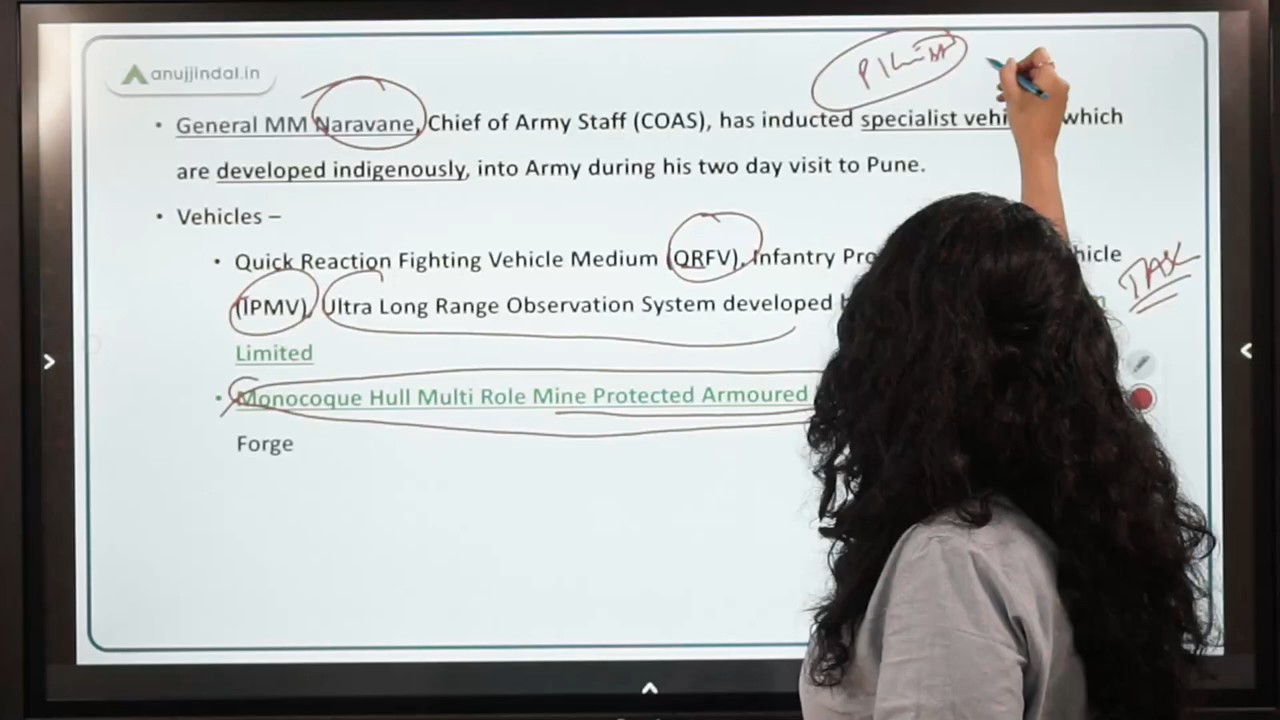 anujjindal.in
• General MM Naravane, Chief of Army Staff (COAS), has inducted specialist vehi which
are developed indigenously, into Army during his two day visit to Pune.
• Vehicles –
• Quick Reaction Fighting Vehicle Medium (QRFV), Infantry Pro hicle
(IPMV), Ultra Long Range Observation System developed
TAX
Limited
• Monocoque Hull Multi Role Mine Protected Armoured
Forge